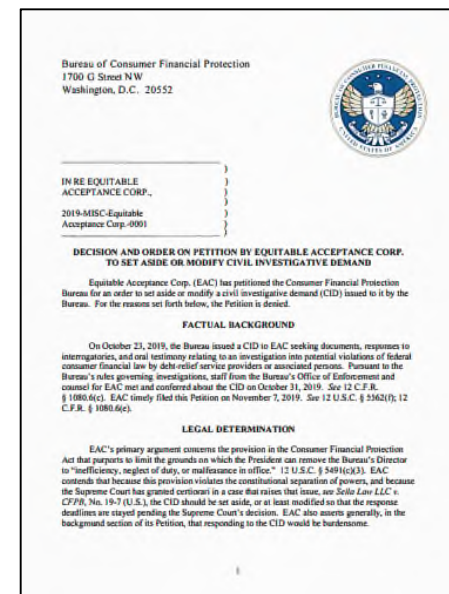 Bureau of Consumer Financial Protection
1700 G Street NW
Washington, D.C. 20552
BUREAU OF CONSUMER FINANCIAL PROTECTION
UNITED STATES OF AMERICA
IN RE EQUITABLE
ACCEPTANCE CORP.,
2019-MISC-Equitable
Acceptance Corp.-0001
)
)
)
)
)
)
DECISION AND ORDER ON PETITION BY EQUITABLE ACCEPTANCE CORP.
TO SET ASIDE OR MODIFY CIVIL INVESTIGATIVE DEMAND
Equitable Acceptance Corp. (EAC) has petitioned the Consumer Financial Protection
Bureau for an order to set aside or modify a civil investigative demand (CID) issued to it by the
Bureau. For the reasons set forth below, the Petition is denied.
FACTUAL BACKGROUND
On October 23, 2019, the Bureau issued a CID to EAC seeking documents, responses to
interrogatories, and oral testimony relating to an investigation into potential violations of federal
consumer financial law by debt-relief service providers or associated persons. Pursuant to the
Bureau's rules governing investigations, staff from the Bureau's Office of Enforcement and
counsel for EAC met and conferred about the CID on October 31, 2019. See 12 C.F.R.
§ 1080.6(c). EAC timely filed this Petition on November 7, 2019. See 12 U.S.C. § 5562(f); 12
C.F.R. § 1080.6(e).
LEGAL DETERMINATION
EAC's primary argument concerns the provision in the Consumer Financial Protection
Act that purports to limit the grounds on which the President can remove the Bureau's Director
to "inefficiency, neglect of duty, or malfeasance in office." 12 U.S.C. § 5491(c)(3). EAC
contends that because this provision violates the constitutional separation of powers, and because
the Supreme Court has granted certiorari in a case that raises that issue, see Seila Law LLC v.
CFPB, No. 19-7 (U.S.), the CID should be set aside, or at least modified so that the response
deadlines are stayed pending the Supreme Court's decision. EAC also asserts generally, in the
background section of its Petition, that responding to the CID would be burdensome.